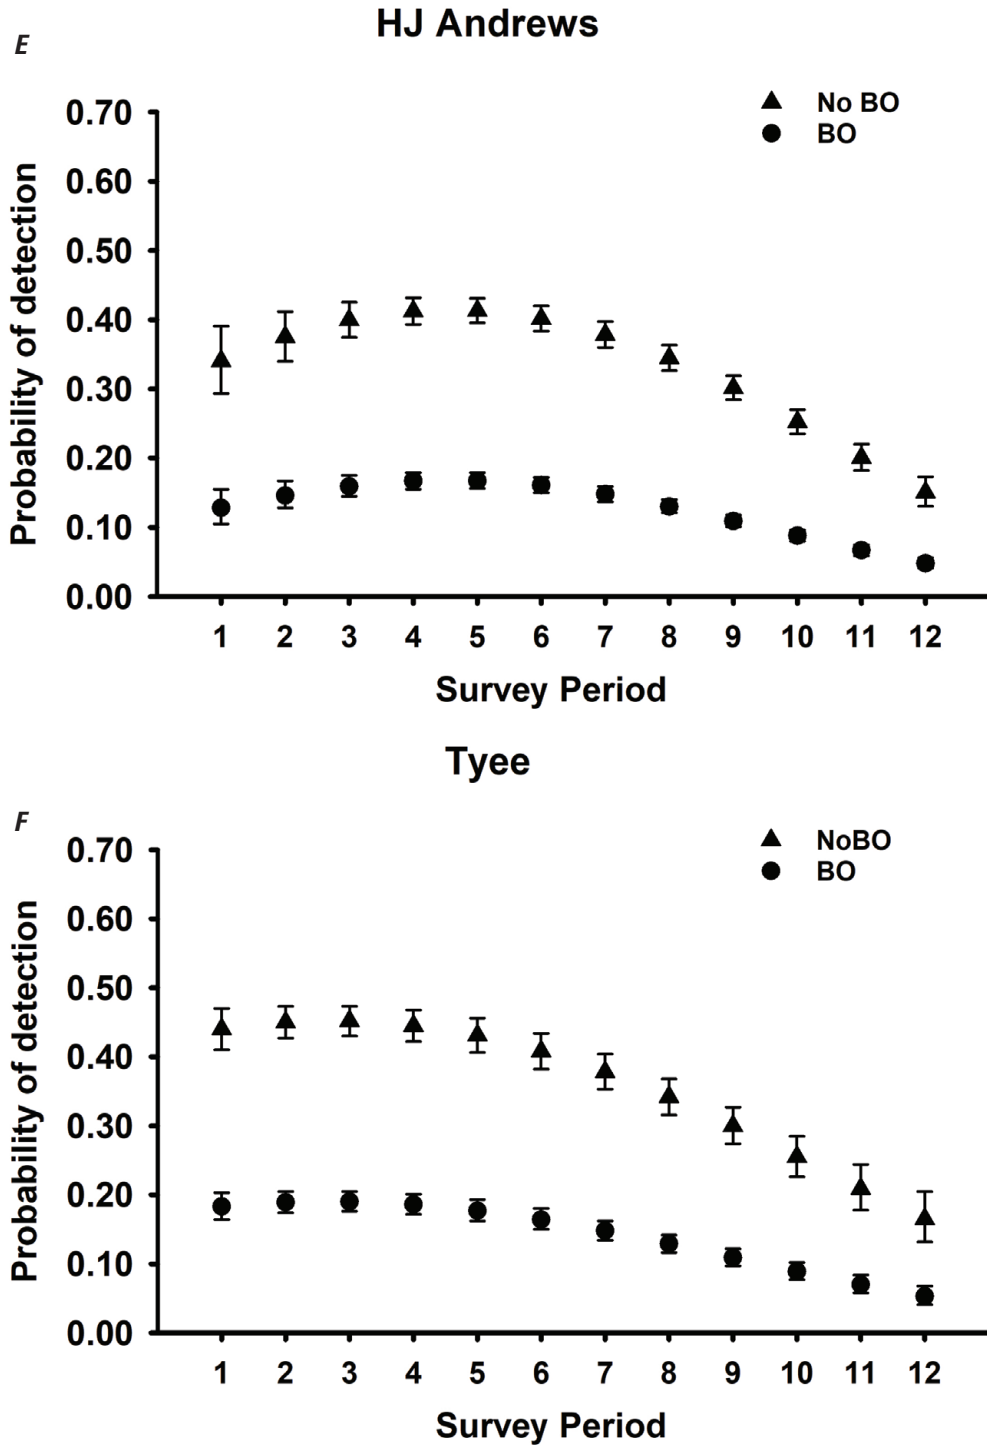 HJ Andrews
E
No BO
BO
0.70
0.60
0.50
0.40
0.30
0.20
0.10
0.00
Probability of detection
1 2 3 4 5 6 7 8 9 10 11 12
Survey Period
Tyee
F
NoBO
BO
0.70
0.60
0.50
0.40
0.30
0.20
0.10
0.00
Probability of detection
1 2 3 4 5 6 7 8 9 10 11 12
Survey Period